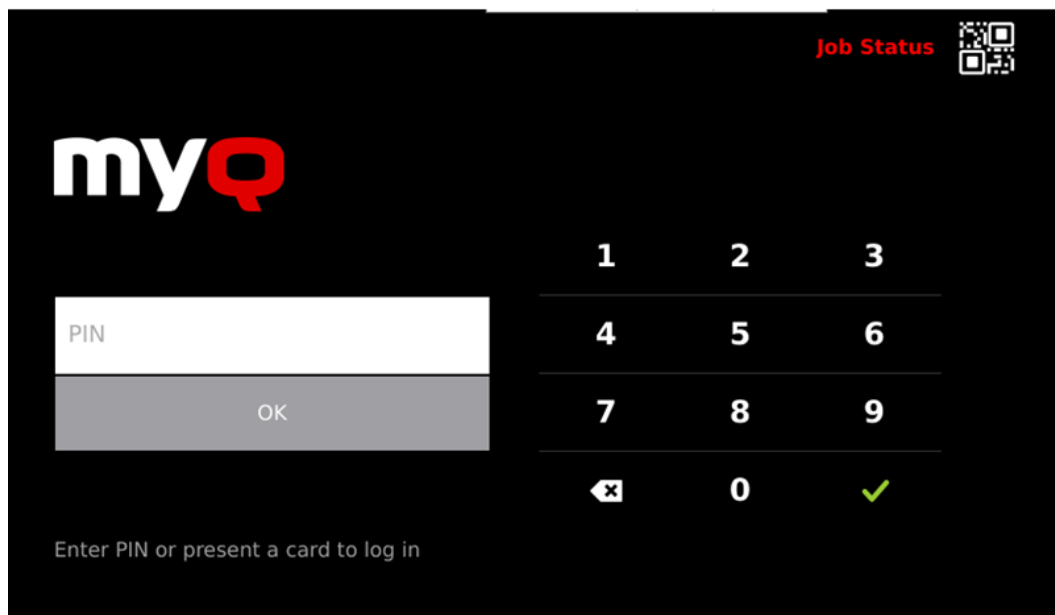 Job Status
myQ
1 2 3
PIN
4 5 6
OK
7 8 9
0
Enter PIN or present a card to log in